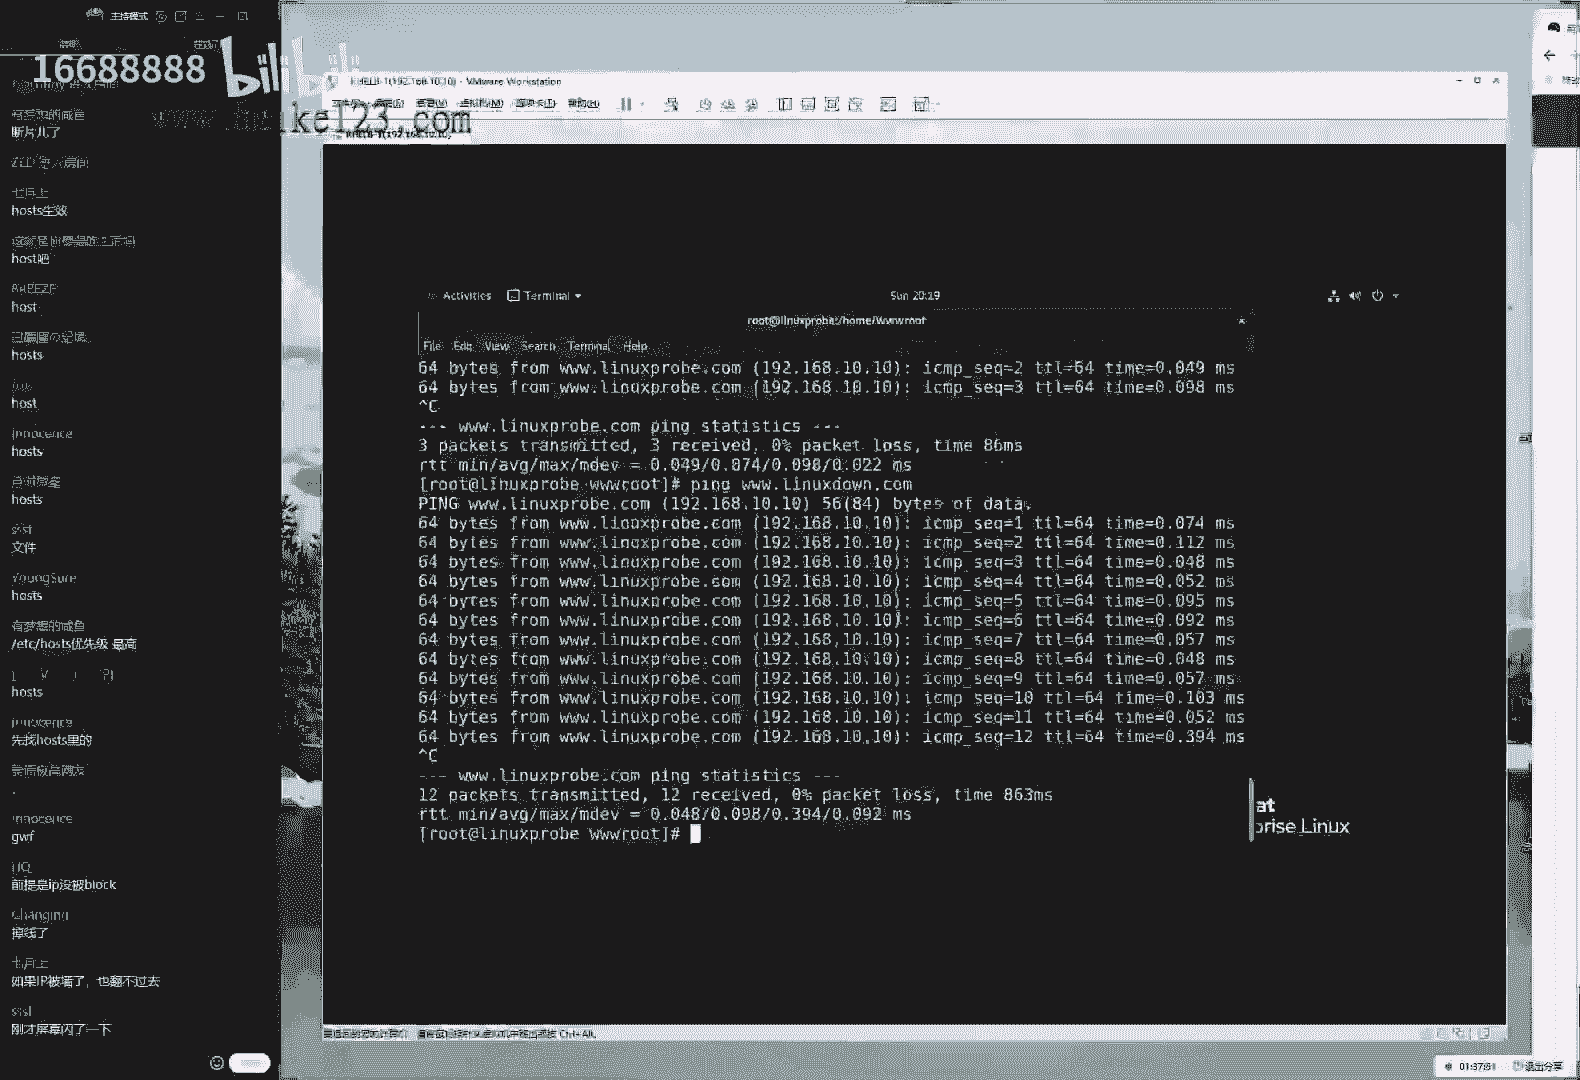 主持模式
16688888
bilibili
断片儿了
七月上
hosts生效
host吧
BREEZE
host
hosts
host
Innocence
hosts
hosts
sist
文件
YoungSure
hosts
有梦想的咸鱼
/etc/hosts优先级 最高
hosts
Innocence
先找hosts里的
Innocence
gwf
HQ
前提是ip没被block
Changing
掉线了
七月上
如果IP被墙了，也翻不过去
刚才屏幕闪了一下
(192.168.10.10) - VMware Workstation
Activities Terminal
Sun 20:19
root@linuxprobe:/home/wwwroot
File Edit View Search Terminal Help
64 bytes from www.linuxprobe.com (192.168.10.10): icmp_seq=2 ttl=64 time=0.049 ms
64 bytes from www.linuxprobe.com (192.168.10.10): icmp_seq=3 ttl=64 time=0.098 ms
^C
--- www.linuxprobe.com ping statistics ---
3 packets transmitted, 3 received, 0% packet loss, time 86ms
rtt min/avg/max/mdev = 0.049/0.074/0.098/0.022 ms
[root@linuxprobe wwwroot]# ping www.linuxdown.com
PING www.linuxprobe.com (192.168.10.10) 56(84) bytes of data.
64 bytes from www.linuxprobe.com (192.168.10.10): icmp_seq=1 ttl=64 time=0.074 ms
64 bytes from www.linuxprobe.com (192.168.10.10): icmp_seq=2 ttl=64 time=0.112 ms
64 bytes from www.linuxprobe.com (192.168.10.10): icmp_seq=3 ttl=64 time=0.048 ms
64 bytes from www.linuxprobe.com (192.168.10.10): icmp_seq=4 ttl=64 time=0.052 ms
64 bytes from www.linuxprobe.com (192.168.10.10): icmp_seq=5 ttl=64 time=0.095 ms
64 bytes from www.linuxprobe.com (192.168.10.10): icmp_seq=6 ttl=64 time=0.092 ms
64 bytes from www.linuxprobe.com (192.168.10.10): icmp_seq=7 ttl=64 time=0.057 ms
64 bytes from www.linuxprobe.com (192.168.10.10): icmp_seq=8 ttl=64 time=0.048 ms
64 bytes from www.linuxprobe.com (192.168.10.10): icmp_seq=9 ttl=64 time=0.057 ms
64 bytes from www.linuxprobe.com (192.168.10.10): icmp_seq=10 ttl=64 time=0.103 ms
64 bytes from www.linuxprobe.com (192.168.10.10): icmp_seq=11 ttl=64 time=0.052 ms
64 bytes from www.linuxprobe.com (192.168.10.10): icmp_seq=12 ttl=64 time=0.394 ms
^C
--- www.linuxprobe.com ping statistics ---
12 packets transmitted, 12 received, 0% packet loss, time 863ms
rtt min/avg/max/mdev = 0.048/0.098/0.394/0.092 ms
[root@linuxprobe wwwroot]#
at
prise Linux
退出分享